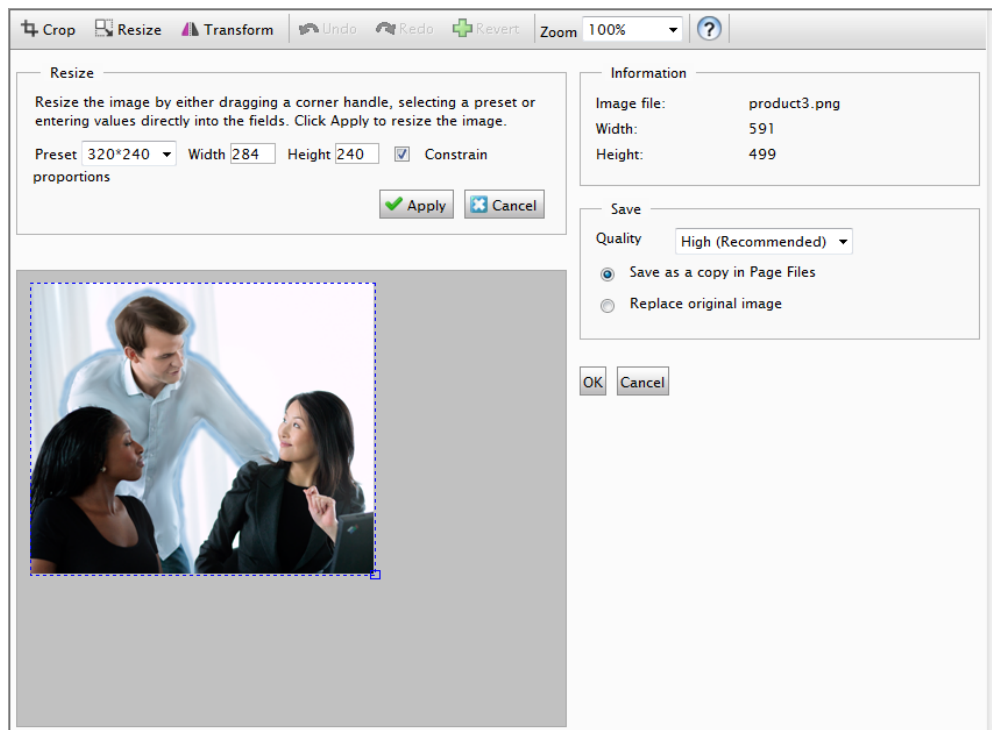 Crop Resize Transform Undo Redo Revert Zoom 100% ?
Resize
Resize the image by either dragging a corner handle, selecting a preset or
entering values directly into the fields. Click Apply to resize the image.
Preset 320*240 Width 284 Height 240 Constrain
proportions
Apply Cancel
Information
Image file: product3.png
Width: 591
Height: 499
Save
Quality High (Recommended)
Save as a copy in Page Files
Replace original image
OK Cancel